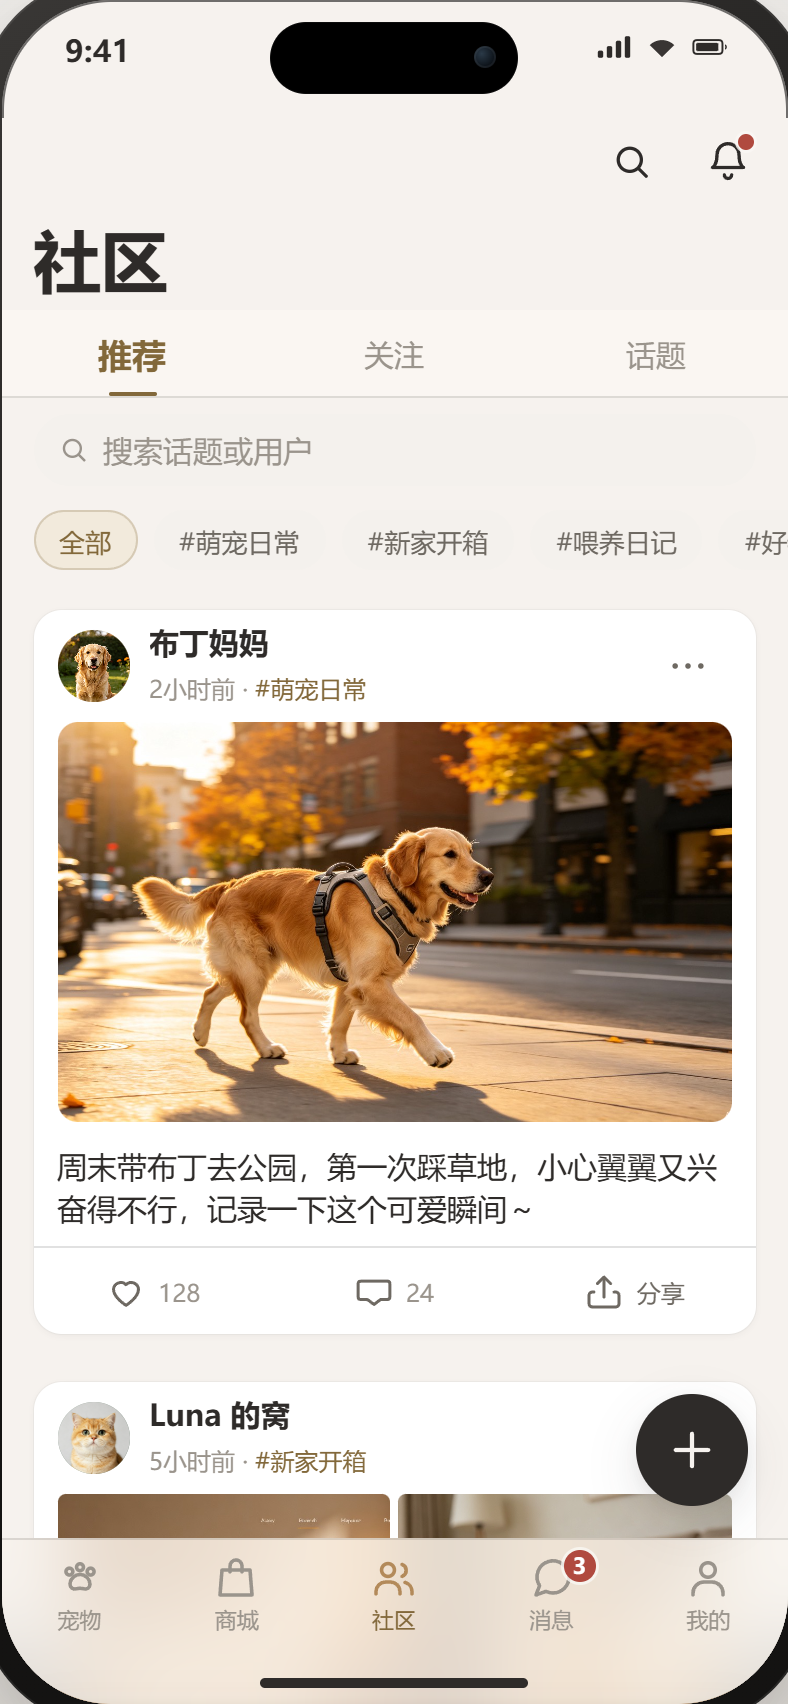 9:41
社区
推荐 关注 话题
搜索话题或用户
全部 #萌宠日常 #新家开箱 #喂养日记 #好
布丁妈妈
2小时前 · #萌宠日常
周末带布丁去公园，第一次踩草地，小心翼翼又兴
奋得不行，记录一下这个可爱瞬间～
128 24 分享
Luna 的窝
5小时前 · #新家开箱
3
宠物 商城 社区 消息 我的